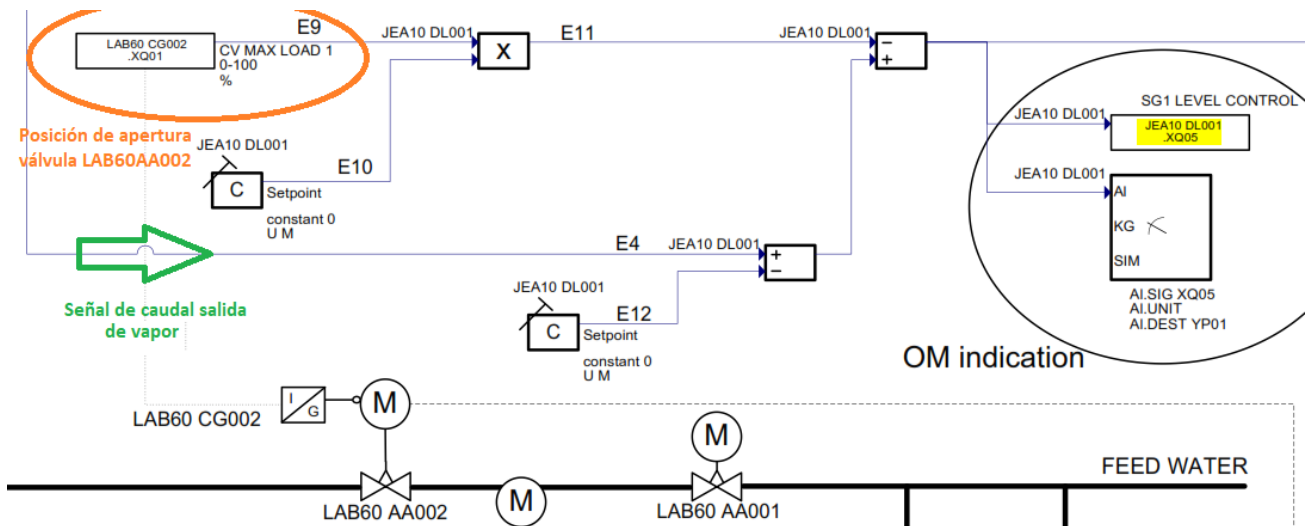 E9
LAB60 CG002
.XQ01
CV MAX LOAD 1
0-100
%
JEA10 DL001
X
E11
JEA10 DL001
−
+
Posición de apertura
válvula LAB60AA002
JEA10 DL001
C
E10
Setpoint
constant 0
U M
SG1 LEVEL CONTROL
JEA10 DL001
JEA10 DL001
.XQ05
JEA10 DL001
AI
KG
SIM
AI.SIG XQ05
AI.UNIT
AI.DEST YP01
E4
JEA10 DL001
+
−
Señal de caudal salida
de vapor
JEA10 DL001
C
E12
Setpoint
constant 0
U M
OM indication
LAB60 CG002
I
G
M
M
FEED WATER
LAB60 AA002
M
LAB60 AA001